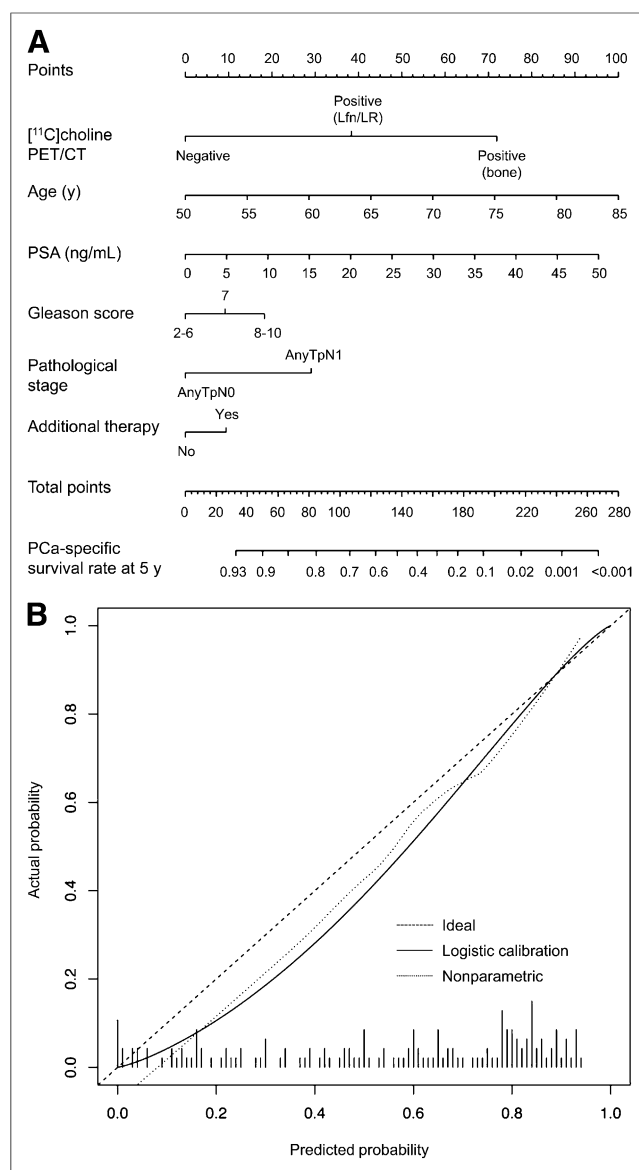 A
Points
0 10 20 30 40 50 60 70 80 90 100
Positive
(Lfn/LR)
[¹¹C]choline
PET/CT
Negative
Positive
(bone)
Age (y)
50 55 60 63 65 70 75 80 85
PSA (ng/mL)
0 5 10 15 20 25 30 35 40 45 50
7
Gleason score
2-6 8-10
AnyTpN1
Pathological
stage
AnyTpN0
Yes
Additional therapy
No
Total points
0 20 40 60 80 100 140 180 200 220 240 260 280
PCa-specific
survival rate at 5 y
0.93 0.9 0.8 0.7 0.6 0.4 0.2 0.1 0.02 0.001 <0.001
B
1.0
0.8
0.6
0.4
0.2
0.0
Actual probability
Ideal
Logistic calibration
Nonparametric
0.0 0.2 0.4 0.6 0.8 1.0
Predicted probability